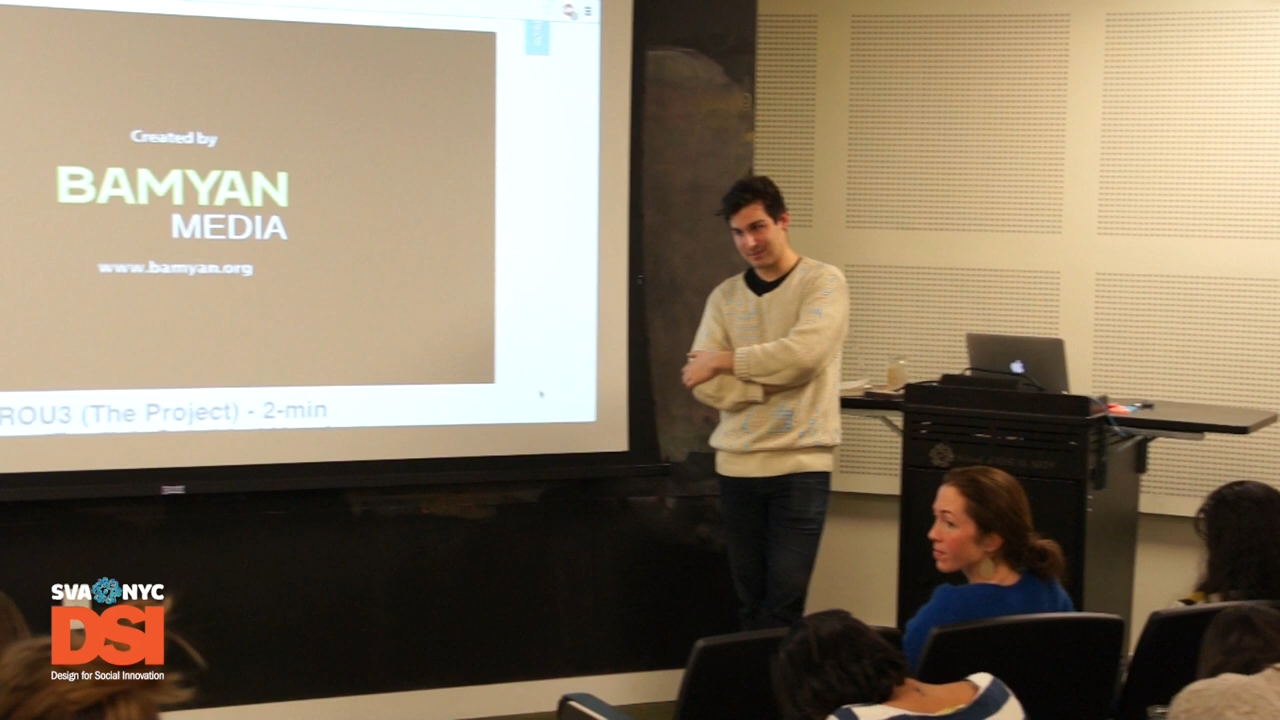 Created by
BAMYAN
MEDIA
www.bamyan.org
ROU3 (The Project) - 2-min
SVA NYC
DSI
Design for Social Innovation